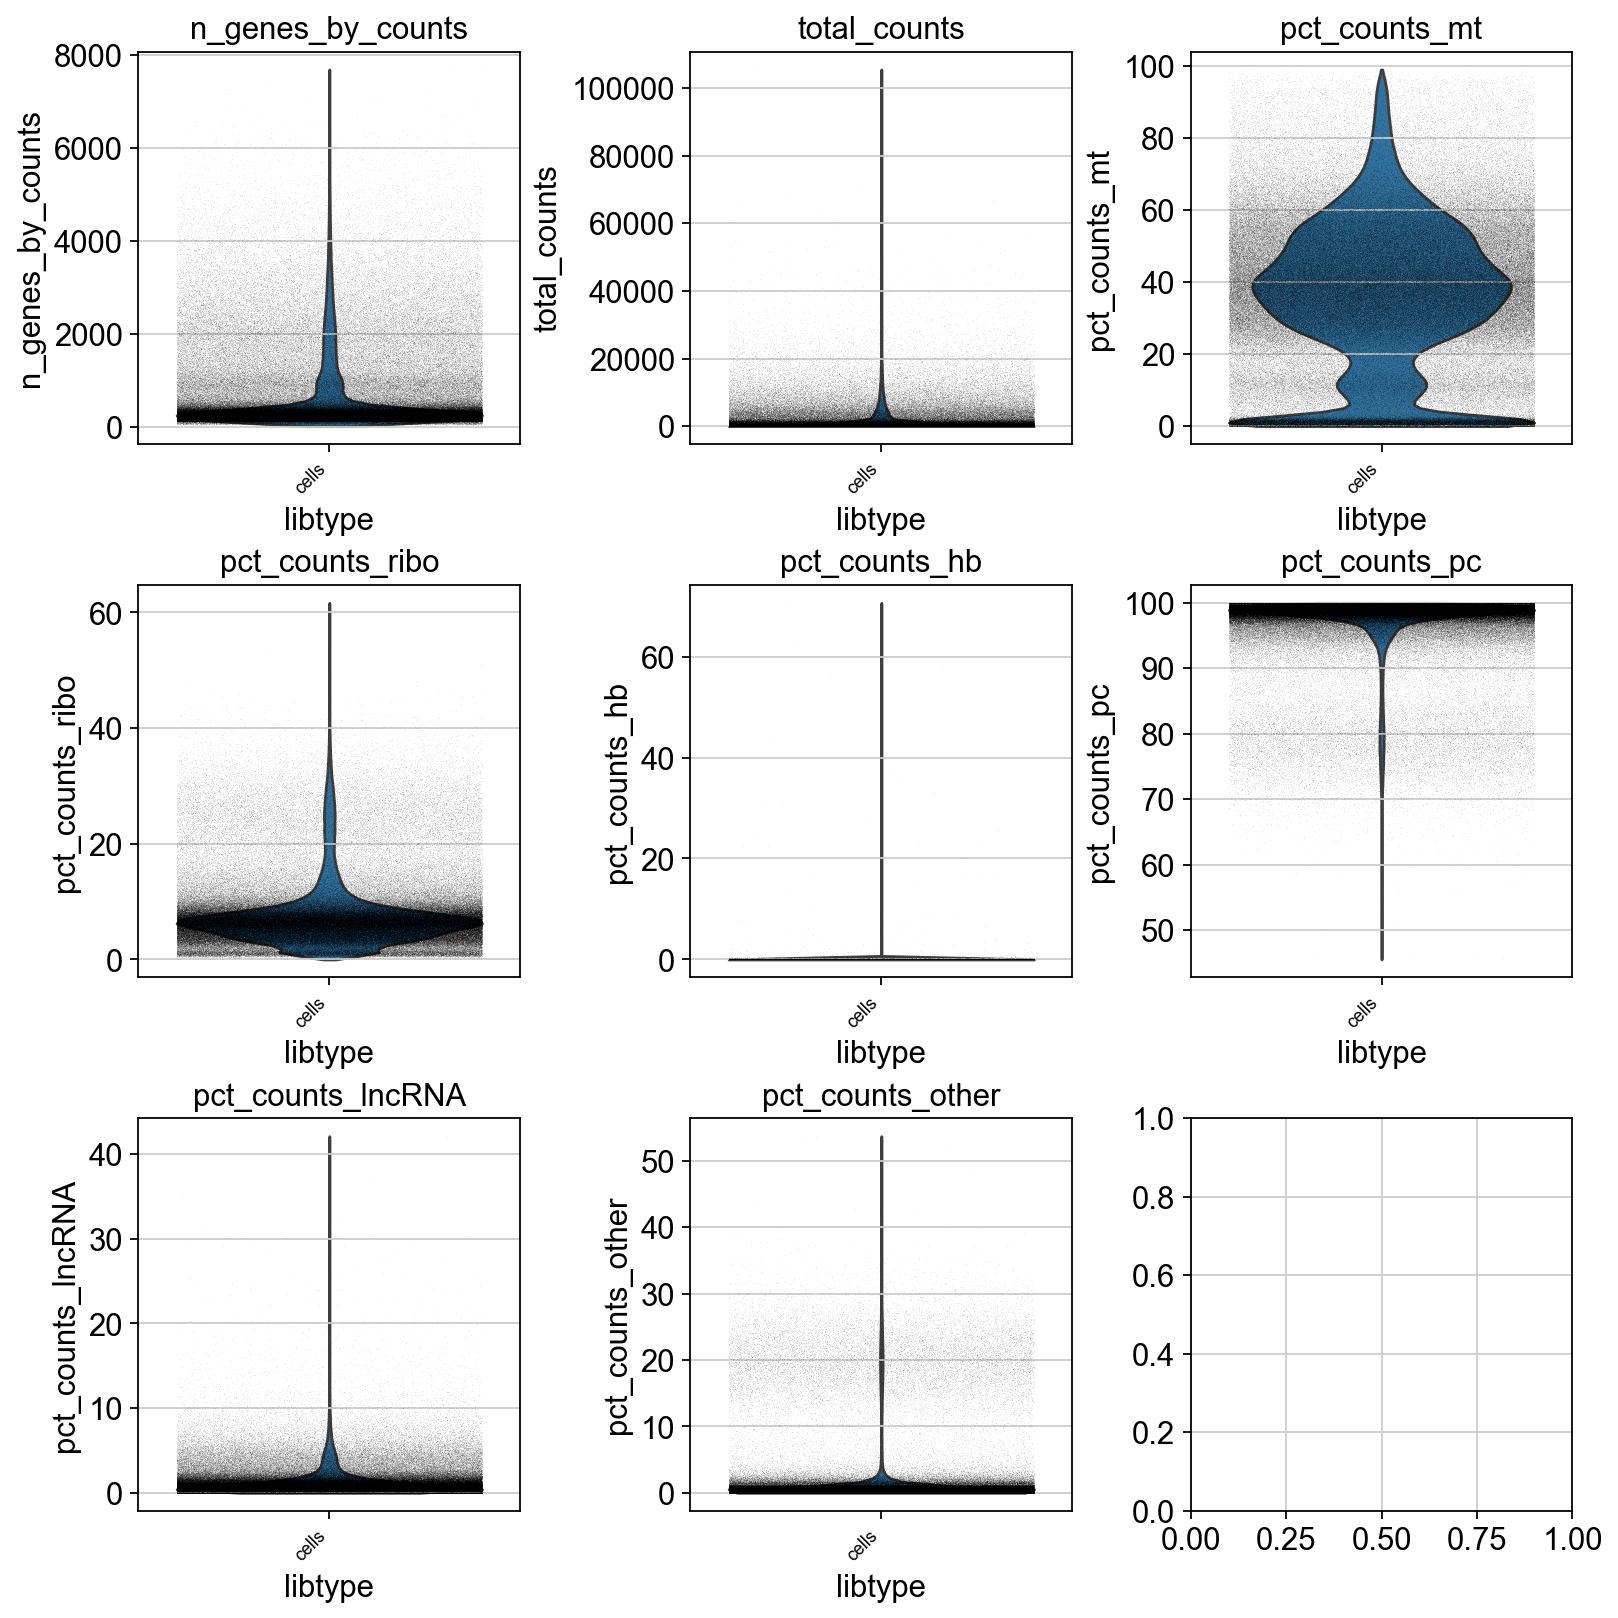 n_genes_by_counts
n_genes_by_counts
8000
6000
4000
2000
0
cells
libtype
total_counts
total_counts
100000
80000
60000
40000
20000
0
cells
libtype
pct_counts_mt
pct_counts_mt
100
80
60
40
20
0
cells
libtype
pct_counts_ribo
pct_counts_ribo
60
40
20
0
cells
libtype
pct_counts_hb
pct_counts_hb
60
40
20
0
cells
libtype
pct_counts_pc
pct_counts_pc
100
90
80
70
60
50
cells
libtype
pct_counts_lncRNA
pct_counts_lncRNA
40
30
20
10
0
cells
libtype
pct_counts_other
pct_counts_other
50
40
30
20
10
0
cells
libtype
1.0
0.8
0.6
0.4
0.2
0.0
0.00 0.25 0.50 0.75 1.00